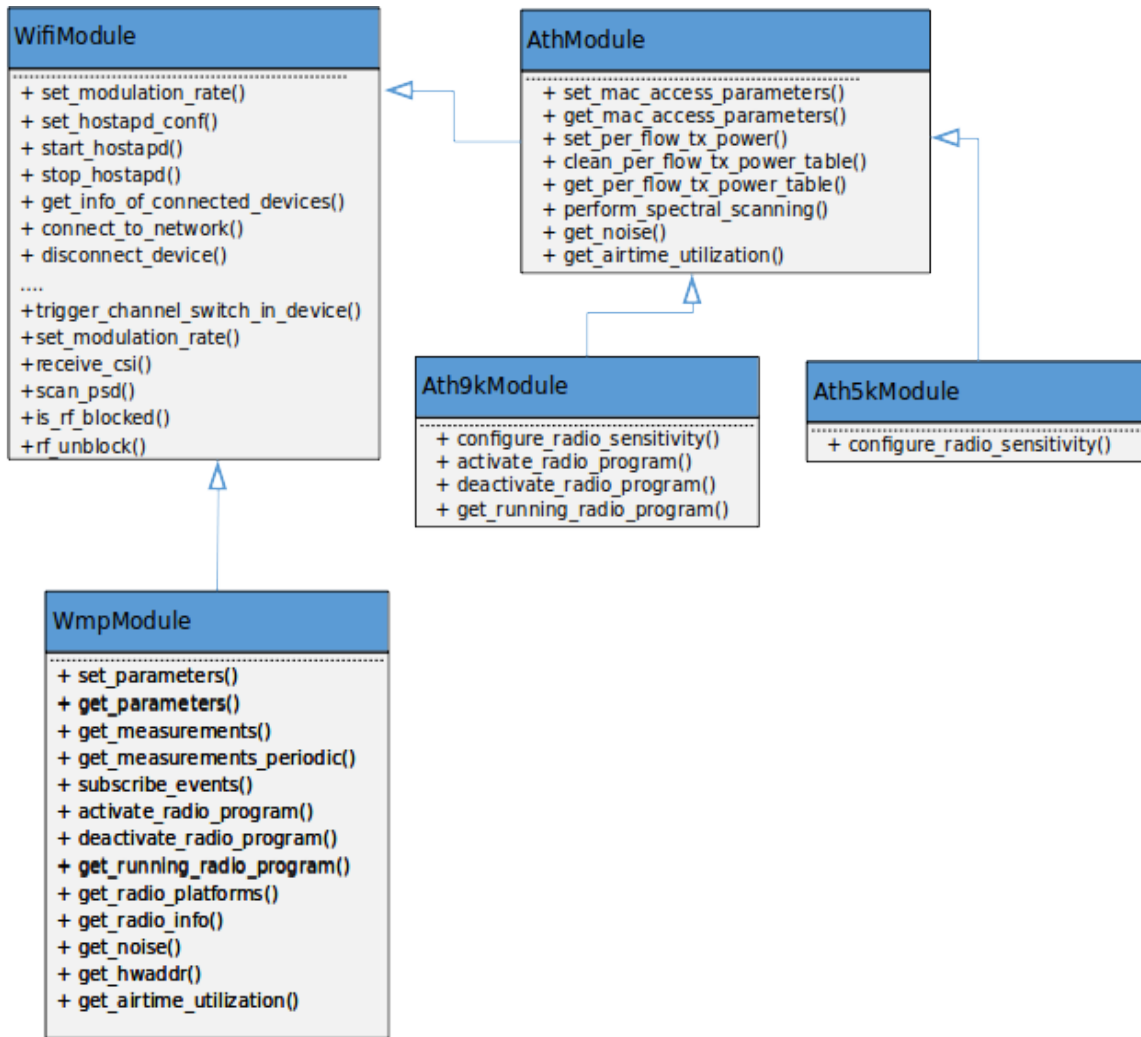 WifiModule
+ set_modulation_rate()
+ set_hostapd_conf()
+ start_hostapd()
+ stop_hostapd()
+ get_info_of_connected_devices()
+ connect_to_network()
+ disconnect_device()
....
+trigger_channel_switch_in_device()
+set_modulation_rate()
+receive_csi()
+scan_psd()
+is_rf_blocked()
+rf_unblock()
AthModule
+ set_mac_access_parameters()
+ get_mac_access_parameters()
+ set_per_flow_tx_power()
+ clean_per_flow_tx_power_table()
+ get_per_flow_tx_power_table()
+ perform_spectral_scanning()
+ get_noise()
+ get_airtime_utilization()
Ath9kModule
+ configure_radio_sensitivity()
+ activate_radio_program()
+ deactivate_radio_program()
+ get_running_radio_program()
Ath5kModule
+ configure_radio_sensitivity()
WmpModule
+ set_parameters()
+ get_parameters()
+ get_measurements()
+ get_measurements_periodic()
+ subscribe_events()
+ activate_radio_program()
+ deactivate_radio_program()
+ get_running_radio_program()
+ get_radio_platforms()
+ get_radio_info()
+ get_noise()
+ get_hwaddr()
+ get_airtime_utilization()